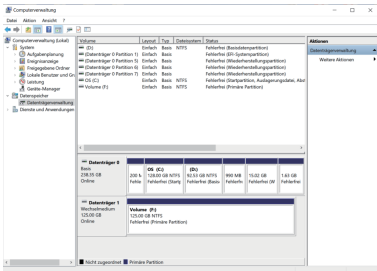 Computerverwaltung
Datei Aktion Ansicht ?
Computerverwaltung (Lokal)
System
Aufgabenplanung
Ereignisanzeige
Freigegebene Ordner
Lokale Benutzer und Gru
Leistung
Geräte-Manager
Datenspeicher
Datenträgerverwaltung
Dienste und Anwendungen
Volume Layout Typ Dateisystem Status
(D:) Einfach Basis NTFS Fehlerfrei (Basisdatenpartition)
(Datenträger 0 Partition 1) Einfach Basis Fehlerfrei (EFI-Systempartition)
(Datenträger 0 Partition 5) Einfach Basis Fehlerfrei (Wiederherstellungspartition)
(Datenträger 0 Partition 6) Einfach Basis Fehlerfrei (Wiederherstellungspartition)
(Datenträger 0 Partition 7) Einfach Basis Fehlerfrei (Wiederherstellungspartition)
OS (C:) Einfach Basis NTFS Fehlerfrei (Startpartition, Auslagerungsdatei, Abst
Volume (F:) Einfach Basis NTFS Fehlerfrei (Primäre Partition)
Aktionen
Datenträgerverwaltung
Weitere Aktionen
Datenträger 0
Basis
238.35 GB
Online
200 M
Fehle
OS (C:)
128.00 GB NTFS
Fehlerfrei (Start
(D:)
92.53 GB NTFS
Fehlerfrei (Basis
990 MB
Fehlerfr
15.02 GB
Fehlerfrei (W
1.63 GB
Fehlerfrei
Datenträger 1
Wechselmedium
125.00 GB
Online
Volume (F:)
125.00 GB NTFS
Fehlerfrei (Primäre Partition)
Nicht zugeordnet Primäre Partition